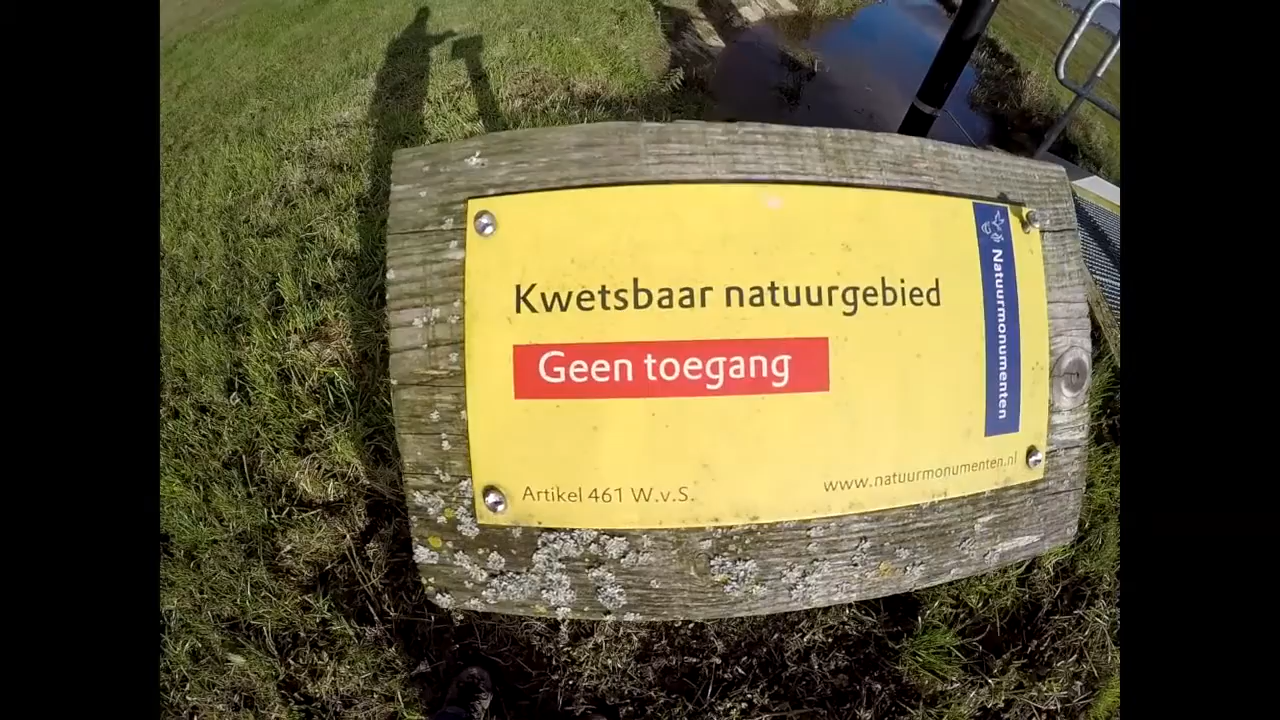 Kwetsbaar natuurgebied
Geen toegang
Natuurmonumenten
Artikel 461 W.v.S.
www.natuurmonumenten.nl